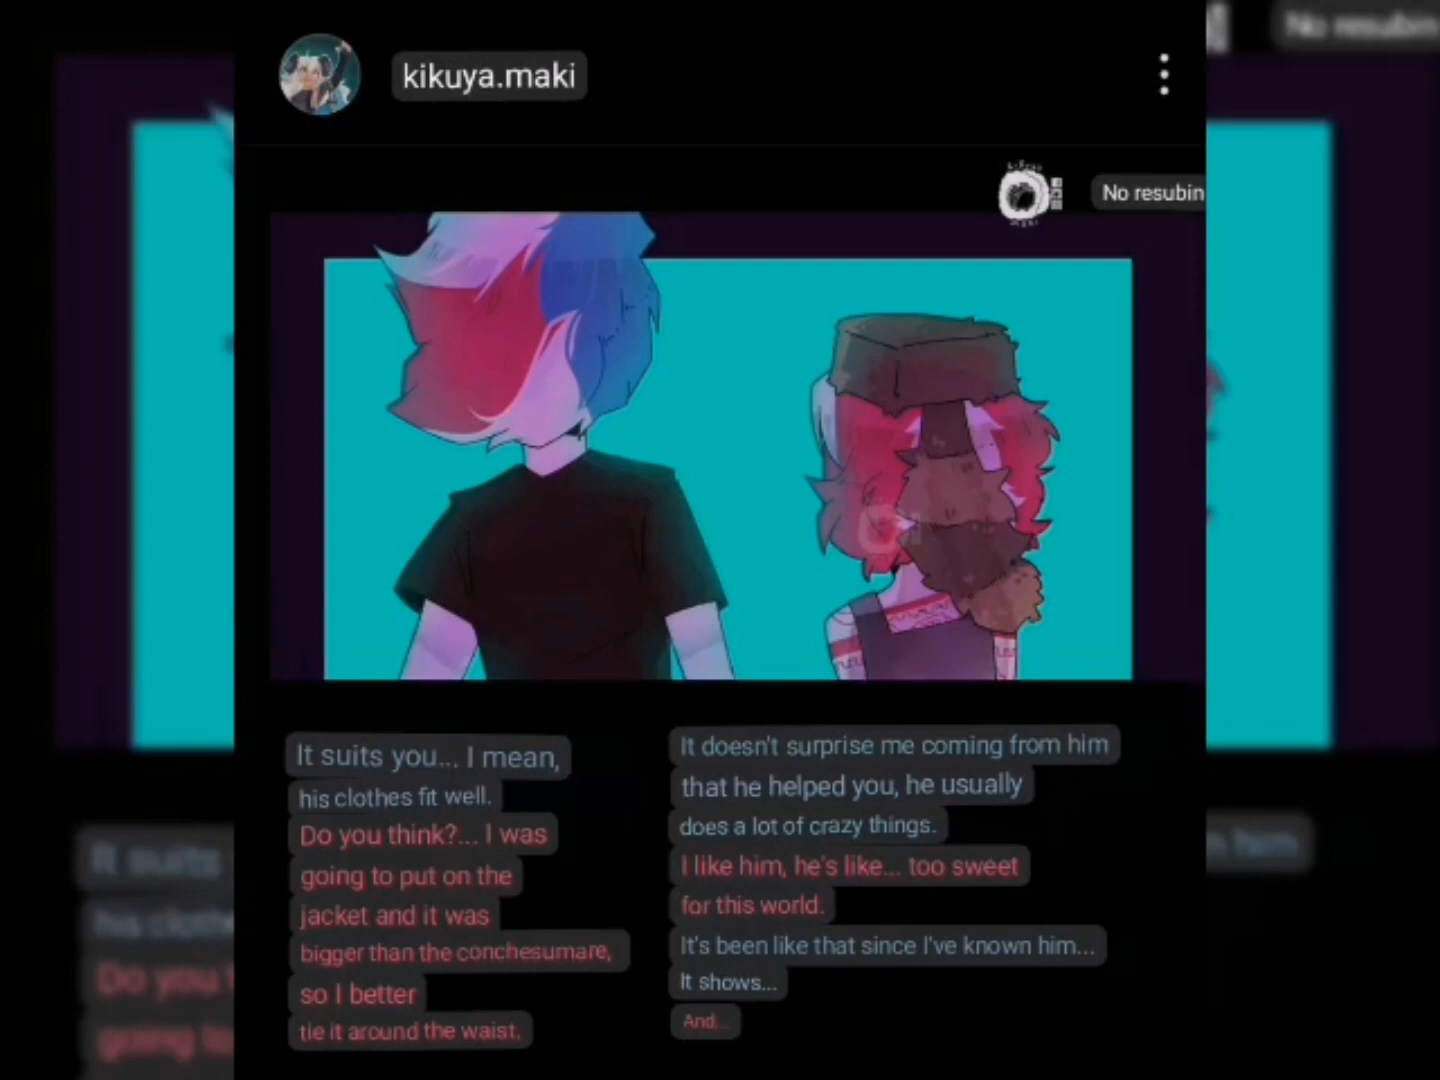 kikuya.maki
No resubin
It suits you... I mean,
his clothes fit well.
Do you think?... I was
going to put on the
jacket and it was
bigger than the conchesumare,
so I better
tie it around the waist.
It doesn't surprise me coming from him
that he helped you, he usually
does a lot of crazy things.
I like him, he's like... too sweet
for this world.
It's been like that since I've known him...
It shows...
And...